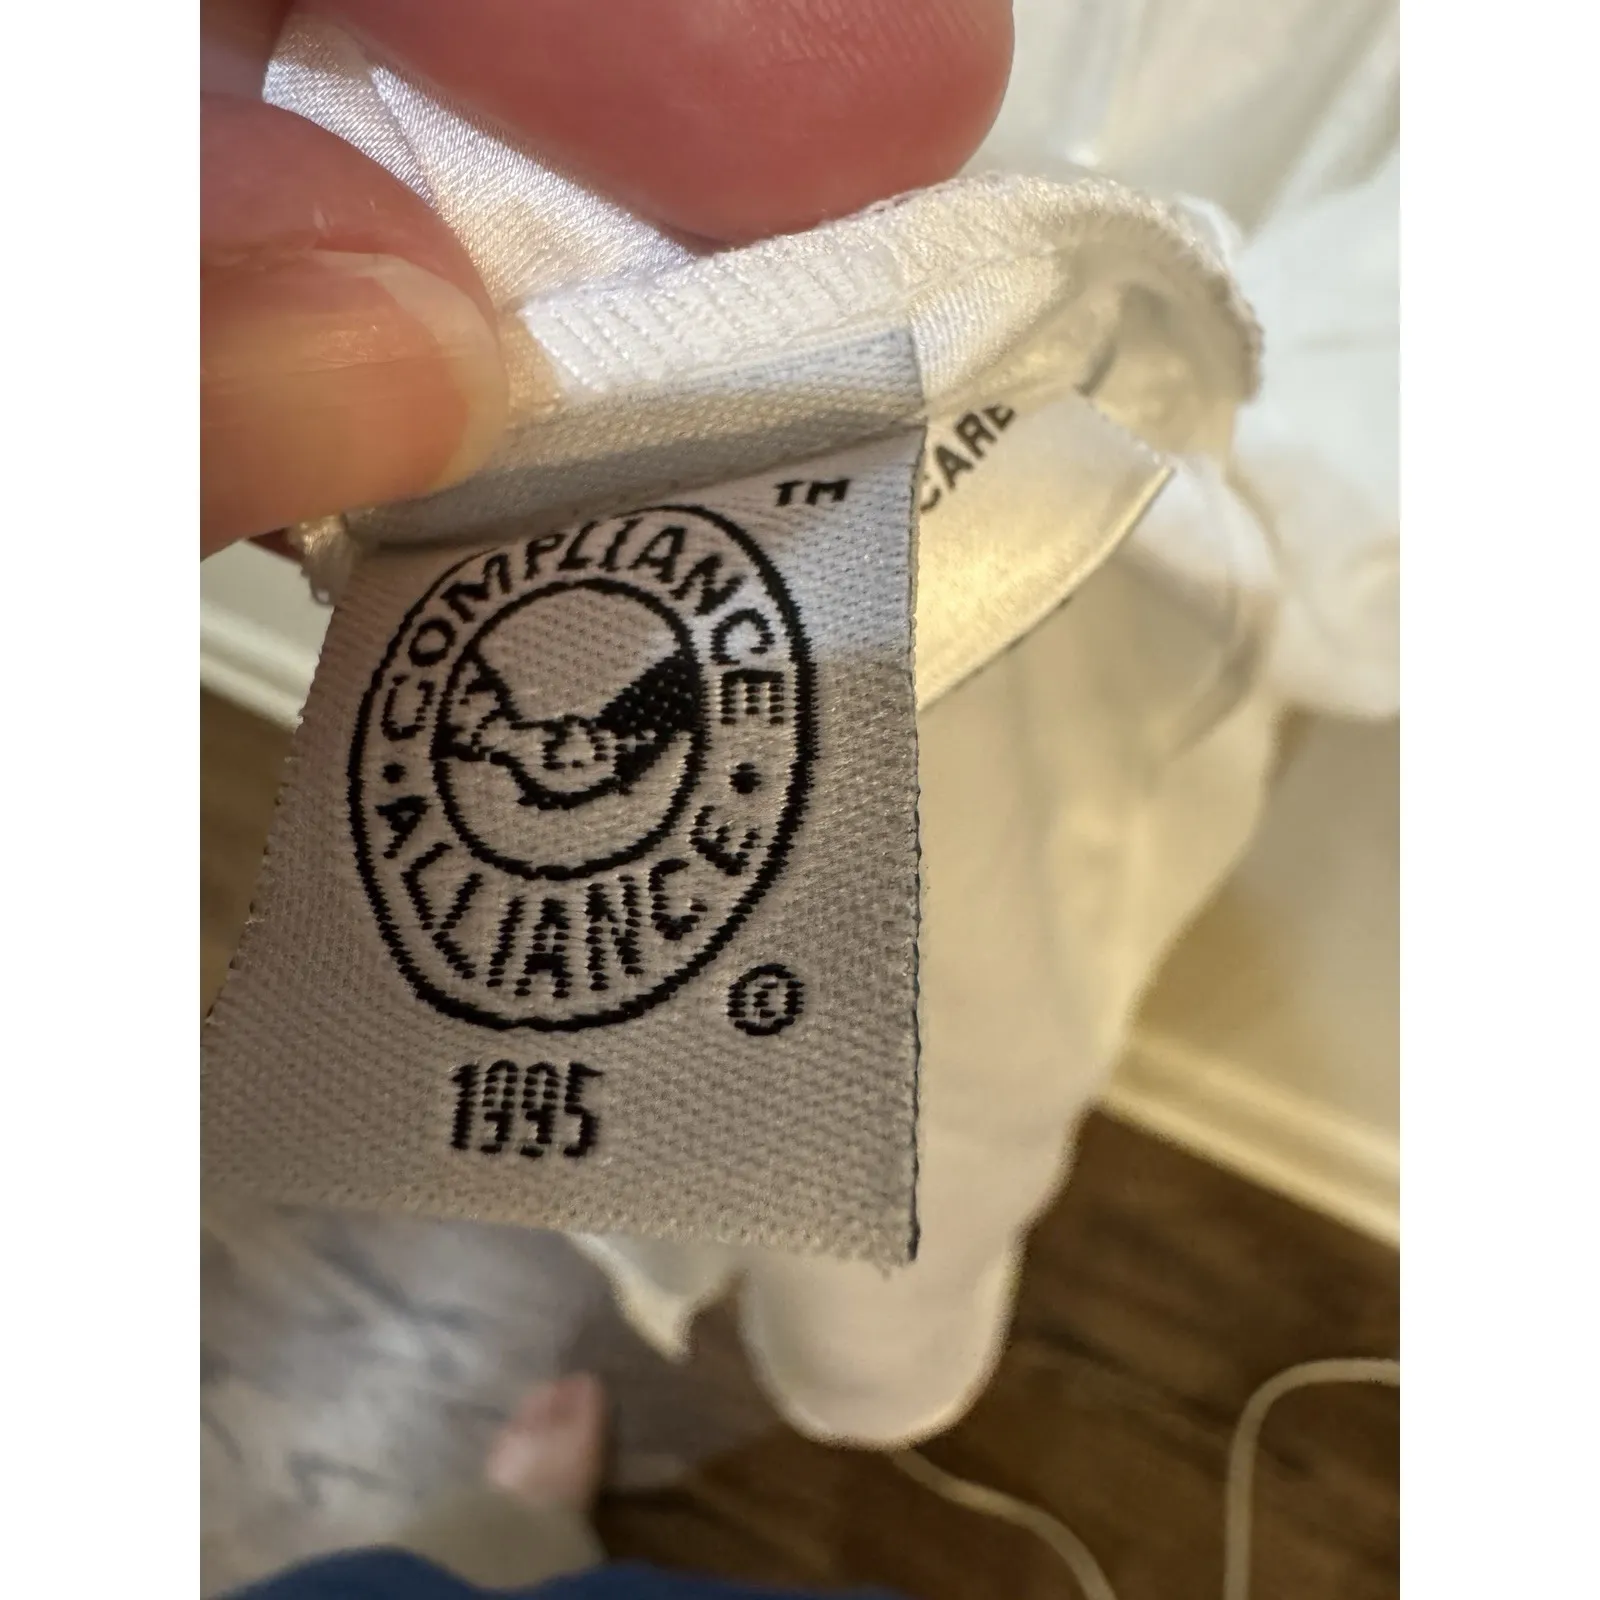 TM
COMPLIANCE
• ALLIANCE •
©
1995
CARE